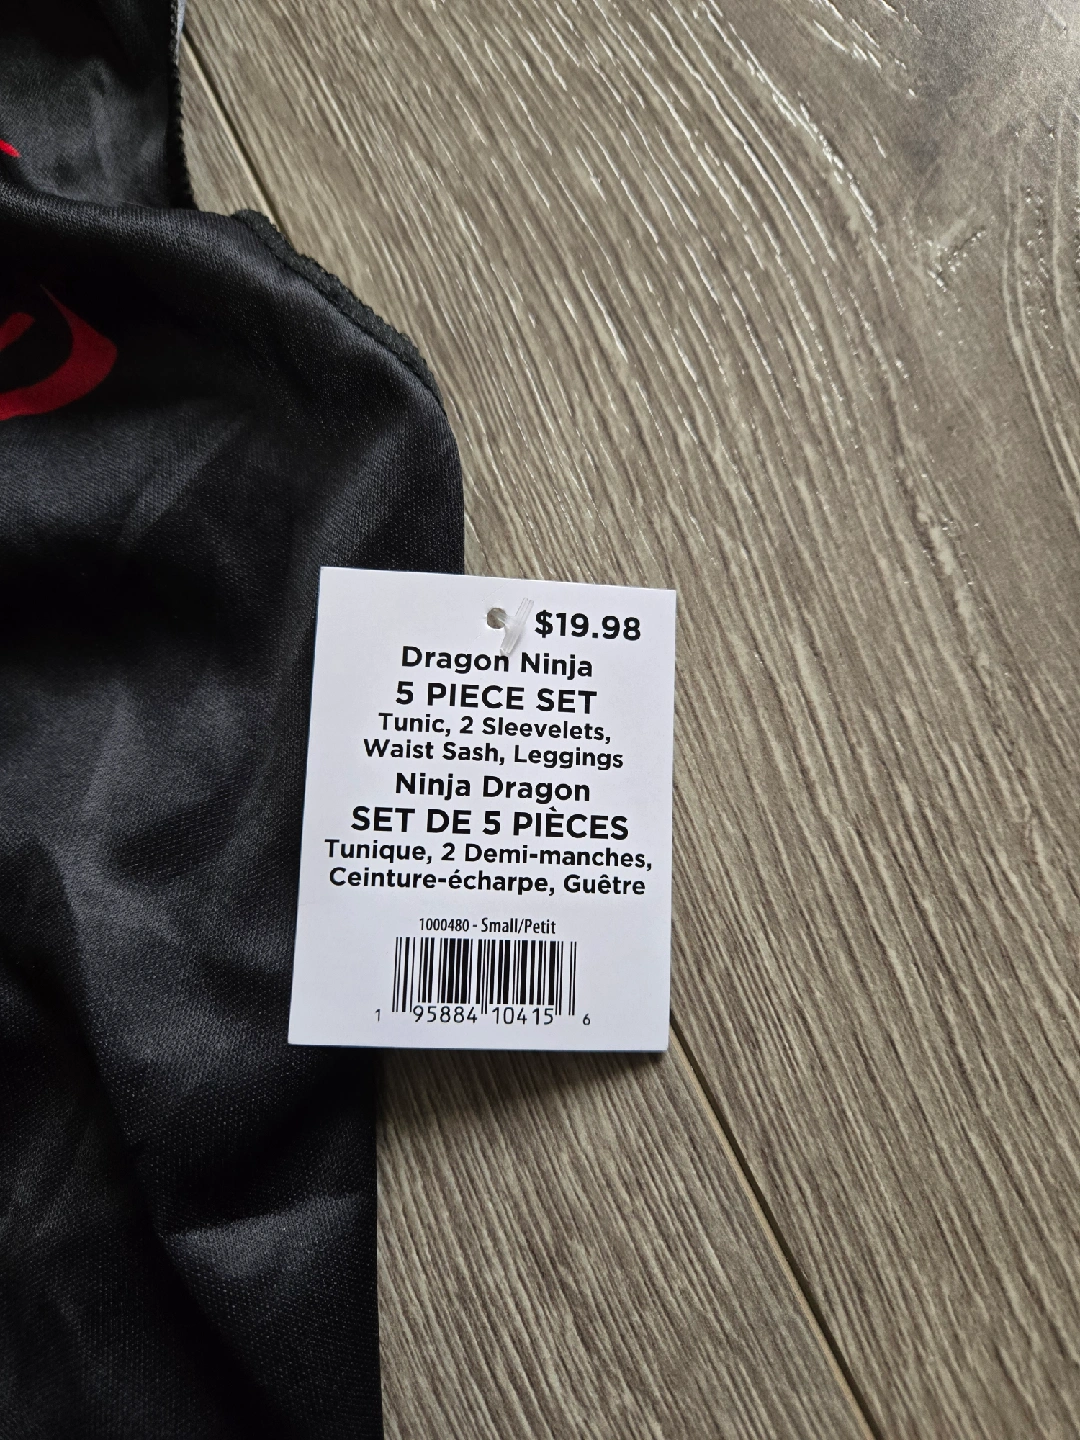 $19.98
Dragon Ninja
5 PIECE SET
Tunic, 2 Sleevelets,
Waist Sash, Leggings
Ninja Dragon
SET DE 5 PIÈCES
Tunique, 2 Demi-manches,
Ceinture-écharpe, Guêtre
1000480 - Small/Petit
1 95884 10415 6